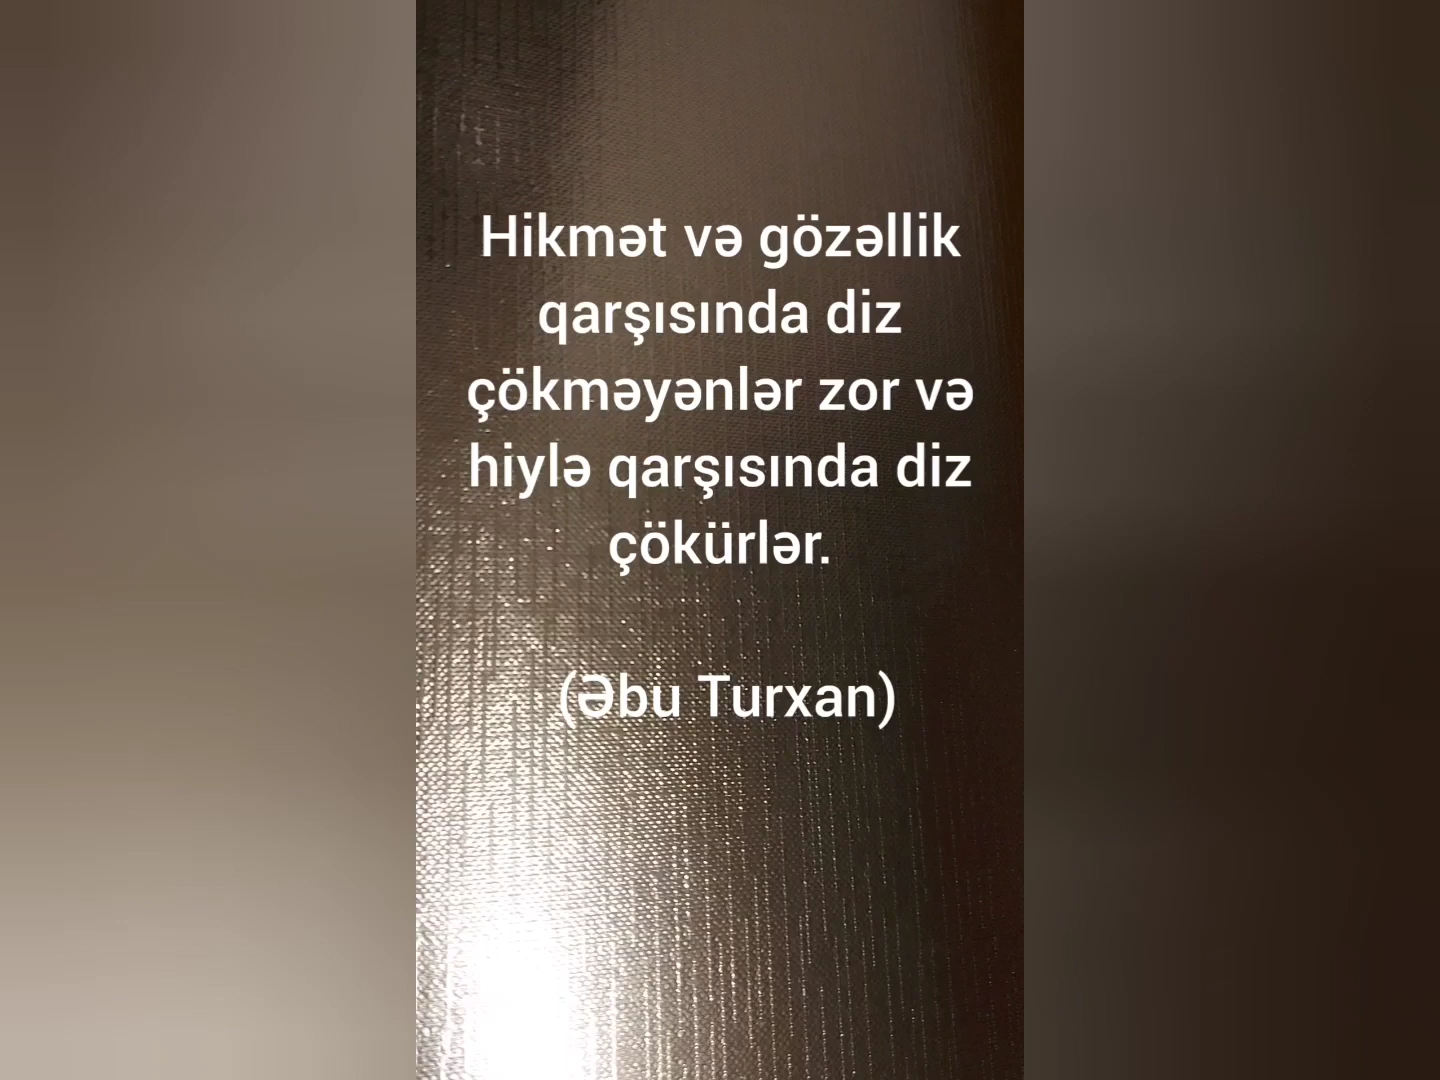 Hikmət və gözəllik
qarşısında diz
çökməyənlər zor və
hiylə qarşısında diz
çökürlər.
(Əbu Turxan)